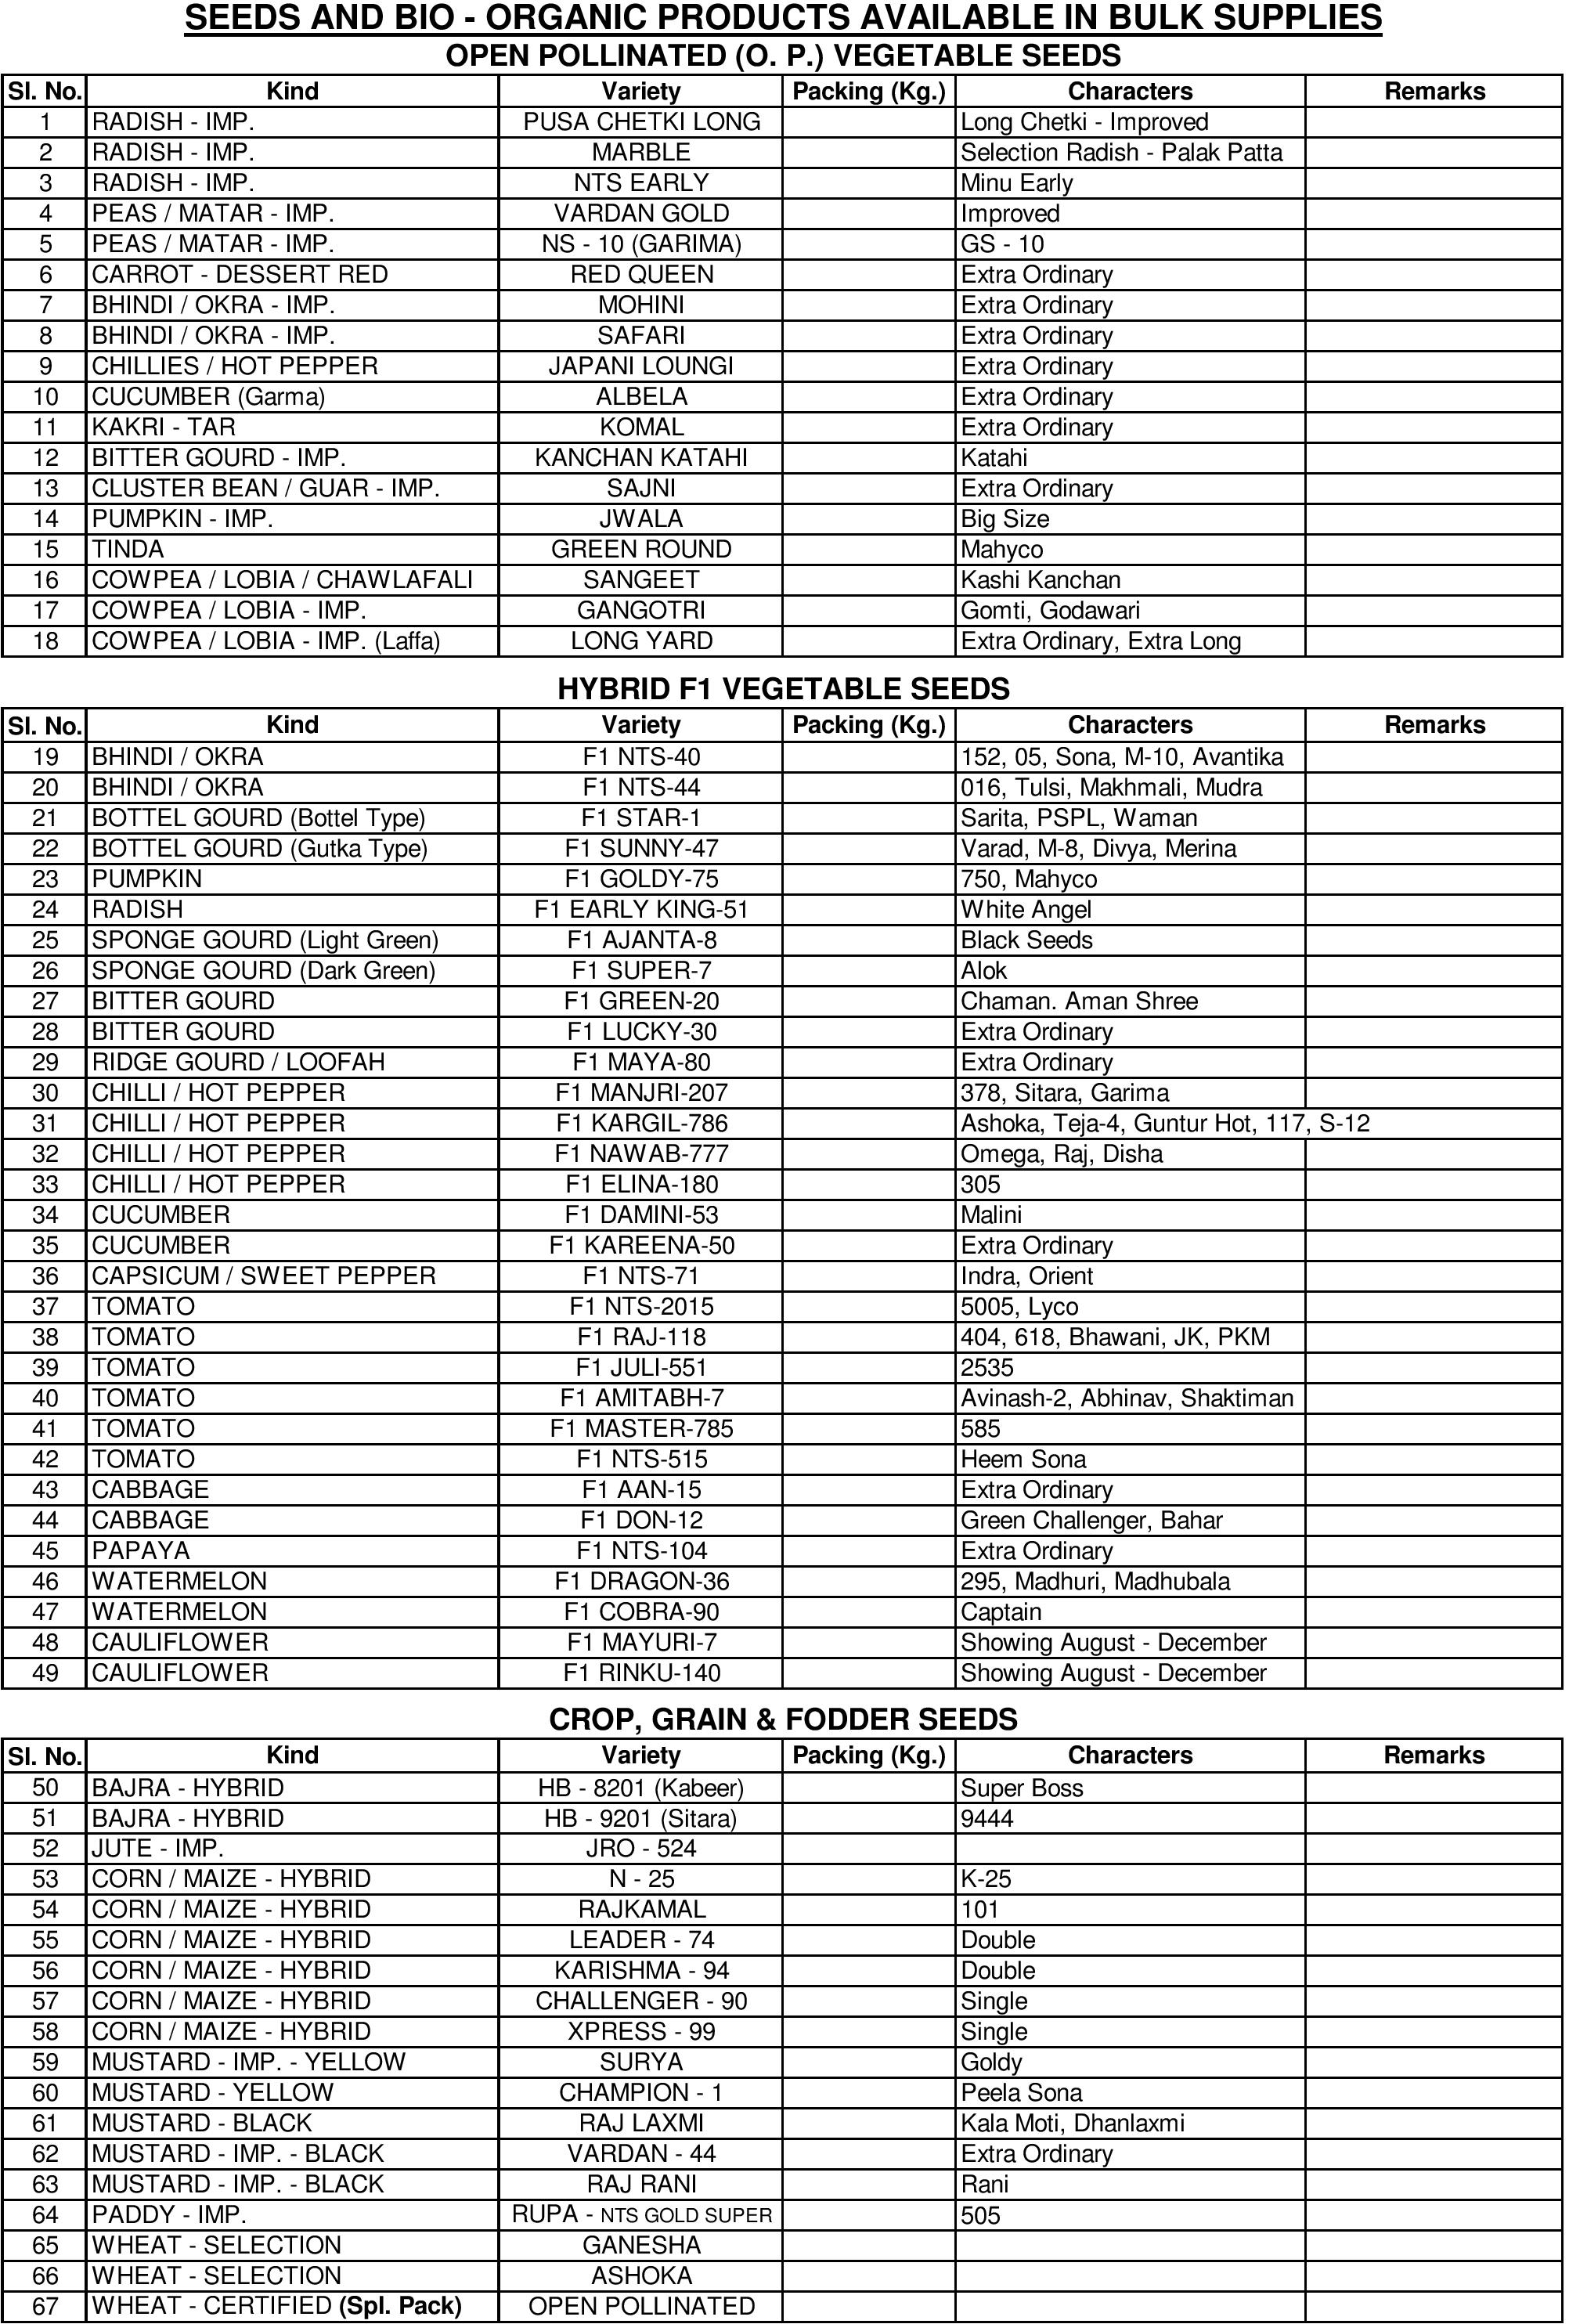 SEEDS AND BIO - ORGANIC PRODUCTS AVAILABLE IN BULK SUPPLIES
OPEN POLLINATED (O. P.) VEGETABLE SEEDS
Sl. No. Kind Variety Packing (Kg.) Characters Remarks
1 RADISH - IMP. PUSA CHETKI LONG Long Chetki - Improved
2 RADISH - IMP. MARBLE Selection Radish - Palak Patta
3 RADISH - IMP. NTS EARLY Minu Early
4 PEAS / MATAR - IMP. VARDAN GOLD Improved
5 PEAS / MATAR - IMP. NS - 10 (GARIMA) GS - 10
6 CARROT - DESSERT RED RED QUEEN Extra Ordinary
7 BHINDI / OKRA - IMP. MOHINI Extra Ordinary
8 BHINDI / OKRA - IMP. SAFARI Extra Ordinary
9 CHILLIES / HOT PEPPER JAPANI LOUNGI Extra Ordinary
10 CUCUMBER (Garma) ALBELA Extra Ordinary
11 KAKRI - TAR KOMAL Extra Ordinary
12 BITTER GOURD - IMP. KANCHAN KATAHI Katahi
13 CLUSTER BEAN / GUAR - IMP. SAJNI Extra Ordinary
14 PUMPKIN - IMP. JWALA Big Size
15 TINDA GREEN ROUND Mahyco
16 COWPEA / LOBIA / CHAWLAFALI SANGEET Kashi Kanchan
17 COWPEA / LOBIA - IMP. GANGOTRI Gomti, Godawari
18 COWPEA / LOBIA - IMP. (Laffa) LONG YARD Extra Ordinary, Extra Long
HYBRID F1 VEGETABLE SEEDS
Sl. No. Kind Variety Packing (Kg.) Characters Remarks
19 BHINDI / OKRA F1 NTS-40 152, 05, Sona, M-10, Avantika
20 BHINDI / OKRA F1 NTS-44 016, Tulsi, Makhmali, Mudra
21 BOTTEL GOURD (Bottel Type) F1 STAR-1 Sarita, PSPL, Waman
22 BOTTEL GOURD (Gutka Type) F1 SUNNY-47 Varad, M-8, Divya, Merina
23 PUMPKIN F1 GOLDY-75 750, Mahyco
24 RADISH F1 EARLY KING-51 White Angel
25 SPONGE GOURD (Light Green) F1 AJANTA-8 Black Seeds
26 SPONGE GOURD (Dark Green) F1 SUPER-7 Alok
27 BITTER GOURD F1 GREEN-20 Chaman. Aman Shree
28 BITTER GOURD F1 LUCKY-30 Extra Ordinary
29 RIDGE GOURD / LOOFAH F1 MAYA-80 Extra Ordinary
30 CHILLI / HOT PEPPER F1 MANJRI-207 378, Sitara, Garima
31 CHILLI / HOT PEPPER F1 KARGIL-786 Ashoka, Teja-4, Guntur Hot, 117, S-12
32 CHILLI / HOT PEPPER F1 NAWAB-777 Omega, Raj, Disha
33 CHILLI / HOT PEPPER F1 ELINA-180 305
34 CUCUMBER F1 DAMINI-53 Malini
35 CUCUMBER F1 KAREENA-50 Extra Ordinary
36 CAPSICUM / SWEET PEPPER F1 NTS-71 Indra, Orient
37 TOMATO F1 NTS-2015 5005, Lyco
38 TOMATO F1 RAJ-118 404, 618, Bhawani, JK, PKM
39 TOMATO F1 JULI-551 2535
40 TOMATO F1 AMITABH-7 Avinash-2, Abhinav, Shaktiman
41 TOMATO F1 MASTER-785 585
42 TOMATO F1 NTS-515 Heem Sona
43 CABBAGE F1 AAN-15 Extra Ordinary
44 CABBAGE F1 DON-12 Green Challenger, Bahar
45 PAPAYA F1 NTS-104 Extra Ordinary
46 WATERMELON F1 DRAGON-36 295, Madhuri, Madhubala
47 WATERMELON F1 COBRA-90 Captain
48 CAULIFLOWER F1 MAYURI-7 Showing August - December
49 CAULIFLOWER F1 RINKU-140 Showing August - December
CROP, GRAIN & FODDER SEEDS
Sl. No. Kind Variety Packing (Kg.) Characters Remarks
50 BAJRA - HYBRID HB - 8201 (Kabeer) Super Boss
51 BAJRA - HYBRID HB - 9201 (Sitara) 9444
52 JUTE - IMP. JRO - 524
53 CORN / MAIZE - HYBRID N - 25 K-25
54 CORN / MAIZE - HYBRID RAJKAMAL 101
55 CORN / MAIZE - HYBRID LEADER - 74 Double
56 CORN / MAIZE - HYBRID KARISHMA - 94 Double
57 CORN / MAIZE - HYBRID CHALLENGER - 90 Single
58 CORN / MAIZE - HYBRID XPRESS - 99 Single
59 MUSTARD - IMP. - YELLOW SURYA Goldy
60 MUSTARD - YELLOW CHAMPION - 1 Peela Sona
61 MUSTARD - BLACK RAJ LAXMI Kala Moti, Dhanlaxmi
62 MUSTARD - IMP. - BLACK VARDAN - 44 Extra Ordinary
63 MUSTARD - IMP. - BLACK RAJ RANI Rani
64 PADDY - IMP. RUPA - NTS GOLD SUPER 505
65 WHEAT - SELECTION GANESHA
66 WHEAT - SELECTION ASHOKA
67 WHEAT - CERTIFIED (Spl. Pack) OPEN POLLINATED